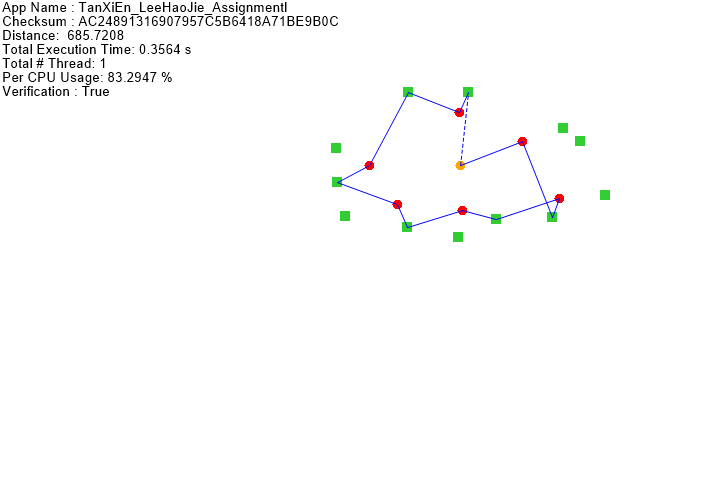 App Name : TanXiEn_LeeHaoJie_AssignmentI
Checksum : AC24891316907957C5B6418A71BE9B0C
Distance:  685.7208
Total Execution Time: 0.3564 s
Total # Thread: 1
Per CPU Usage: 83.2947 %
Verification : True